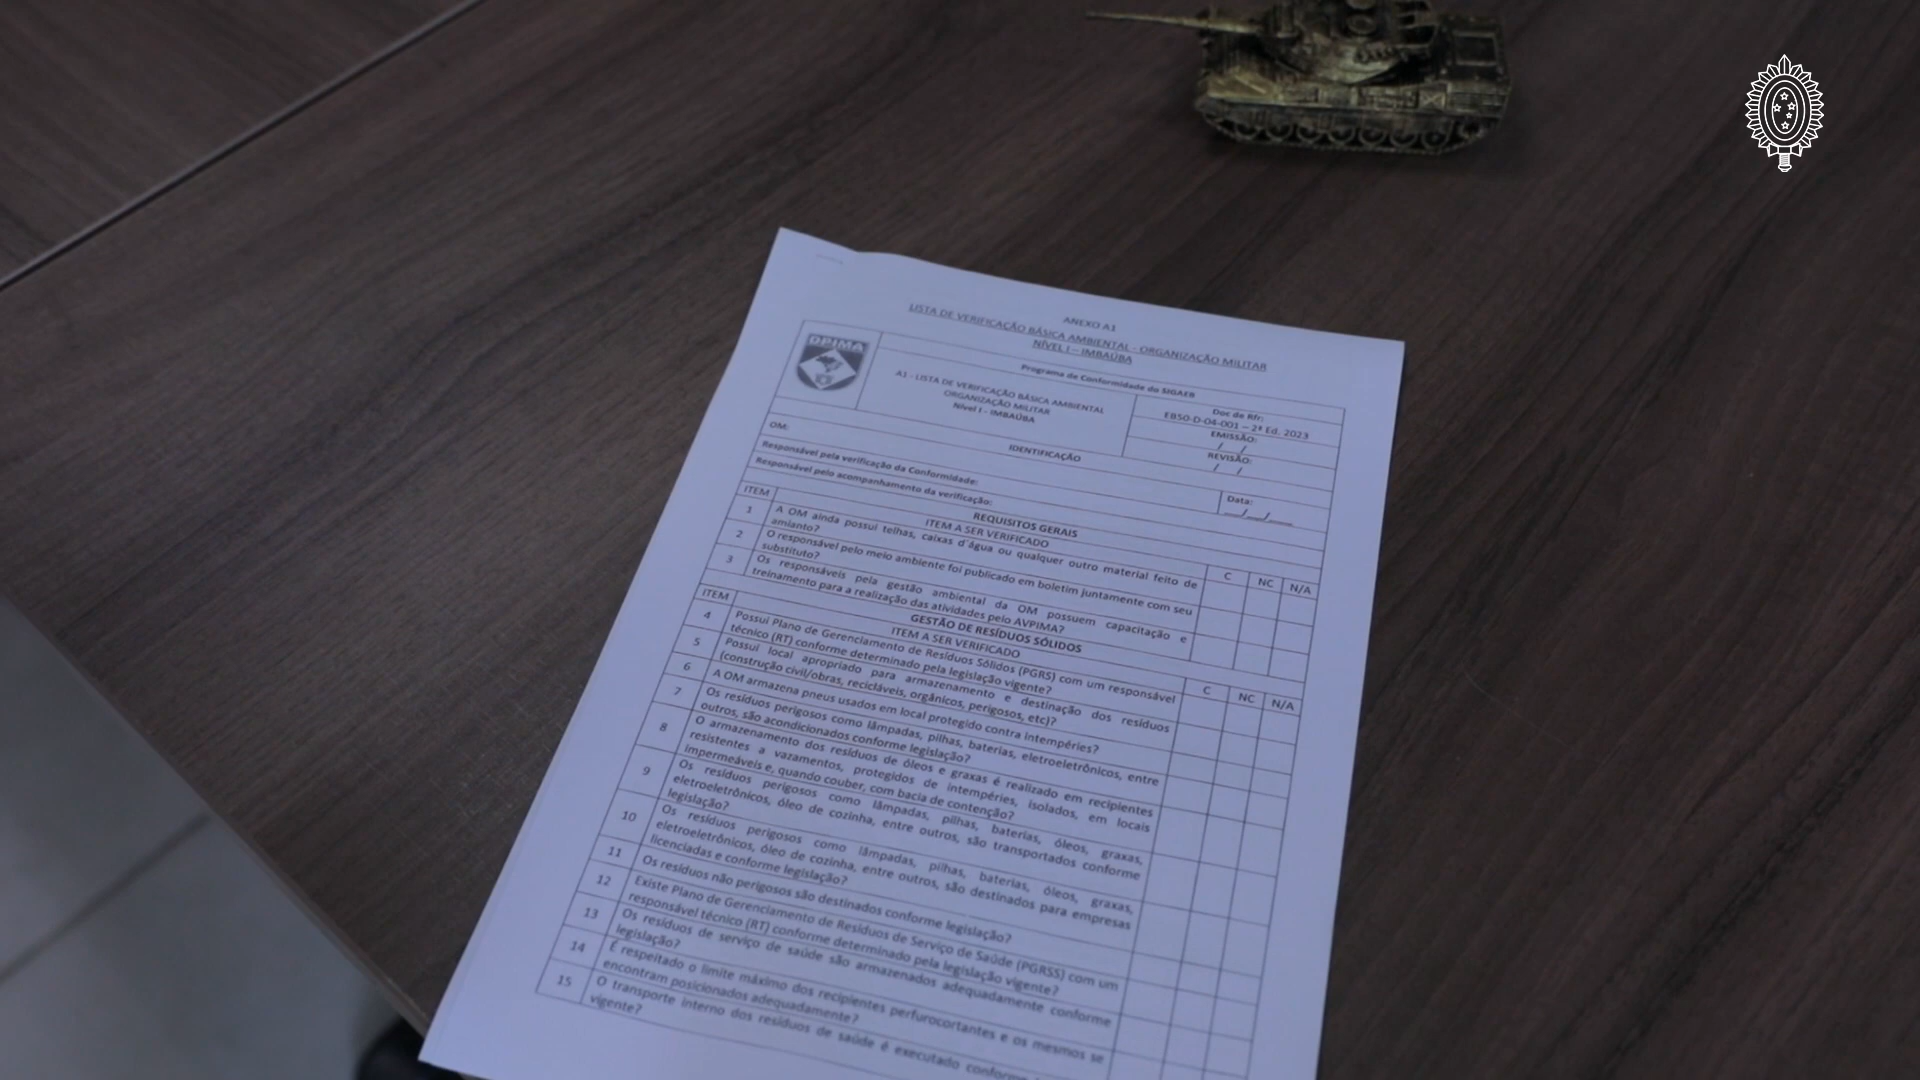 ANEXO A1
LISTA DE VERIFICAÇÃO BÁSICA AMBIENTAL - ORGANIZAÇÃO MILITAR
NÍVEL I – IMBAÚBA
DPIMA
Programa de Conformidade do SIGAEB
A1 - LISTA DE VERIFICAÇÃO BÁSICA AMBIENTAL
ORGANIZAÇÃO MILITAR
Nível I - IMBAÚBA
Doc de Rfr:
EB50-D-04-001 – 2ª Ed. 2023
EMISSÃO:
/ /
REVISÃO:
/ /
IDENTIFICAÇÃO
OM:
Responsável pela verificação da Conformidade:
Responsável pelo acompanhamento da verificação:
Data:
__/__/___
REQUISITOS GERAIS
ITEM ITEM A SER VERIFICADO C NC N/A
1 A OM ainda possui telhas, caixas d'água ou qualquer outro material feito de
amianto?
2 O responsável pelo meio ambiente foi publicado em boletim juntamente com seu
substituto?
3 Os responsáveis pela gestão ambiental da OM possuem capacitação e
treinamento para a realização das atividades pelo AVPIMA?
GESTÃO DE RESÍDUOS SÓLIDOS
ITEM ITEM A SER VERIFICADO C NC N/A
4 Possui Plano de Gerenciamento de Resíduos Sólidos (PGRS) com um responsável
técnico (RT) conforme determinado pela legislação vigente?
5 Possui local apropriado para armazenamento e destinação dos resíduos
(construção civil/obras, recicláveis, orgânicos, perigosos, etc)?
6 A OM armazena pneus usados em local protegido contra intempéries?
7 Os resíduos perigosos como lâmpadas, pilhas, baterias, eletroeletrônicos, entre
outros, são acondicionados conforme legislação?
8 O armazenamento dos resíduos de óleos e graxas é realizado em recipientes
resistentes a vazamentos, protegidos de intempéries, isolados, em locais
impermeáveis e, quando couber, com bacia de contenção?
9 Os resíduos perigosos como lâmpadas, pilhas, baterias, óleos, graxas,
eletroeletrônicos, óleo de cozinha, entre outros, são transportados conforme
legislação?
10 Os resíduos perigosos como lâmpadas, pilhas, baterias, óleos, graxas,
eletroeletrônicos, óleo de cozinha, entre outros, são destinados para empresas
licenciadas e conforme legislação?
11 Os resíduos não perigosos são destinados conforme legislação?
12 Existe Plano de Gerenciamento de Resíduos de Serviço de Saúde (PGRSS) com um
responsável técnico (RT) conforme determinado pela legislação vigente?
13 Os resíduos de serviço de saúde são armazenados adequadamente conforme
legislação?
14 É respeitado o limite máximo dos recipientes perfurocortantes e os mesmos se
encontram posicionados adequadamente?
15 O transporte interno dos resíduos de saúde é executado conforme
vigente?